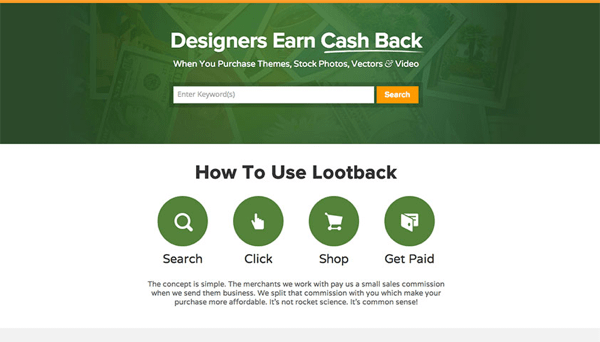 Designers Earn Cash Back
When You Purchase Themes, Stock Photos, Vectors & Video
Enter Keyword(s)
Search
How To Use Lootback
Search
Click
Shop
Get Paid
The concept is simple. The merchants we work with pay us a small sales commission
when we send them business. We split that commission with you which make your
purchase more affordable. It's not rocket science. It's common sense!